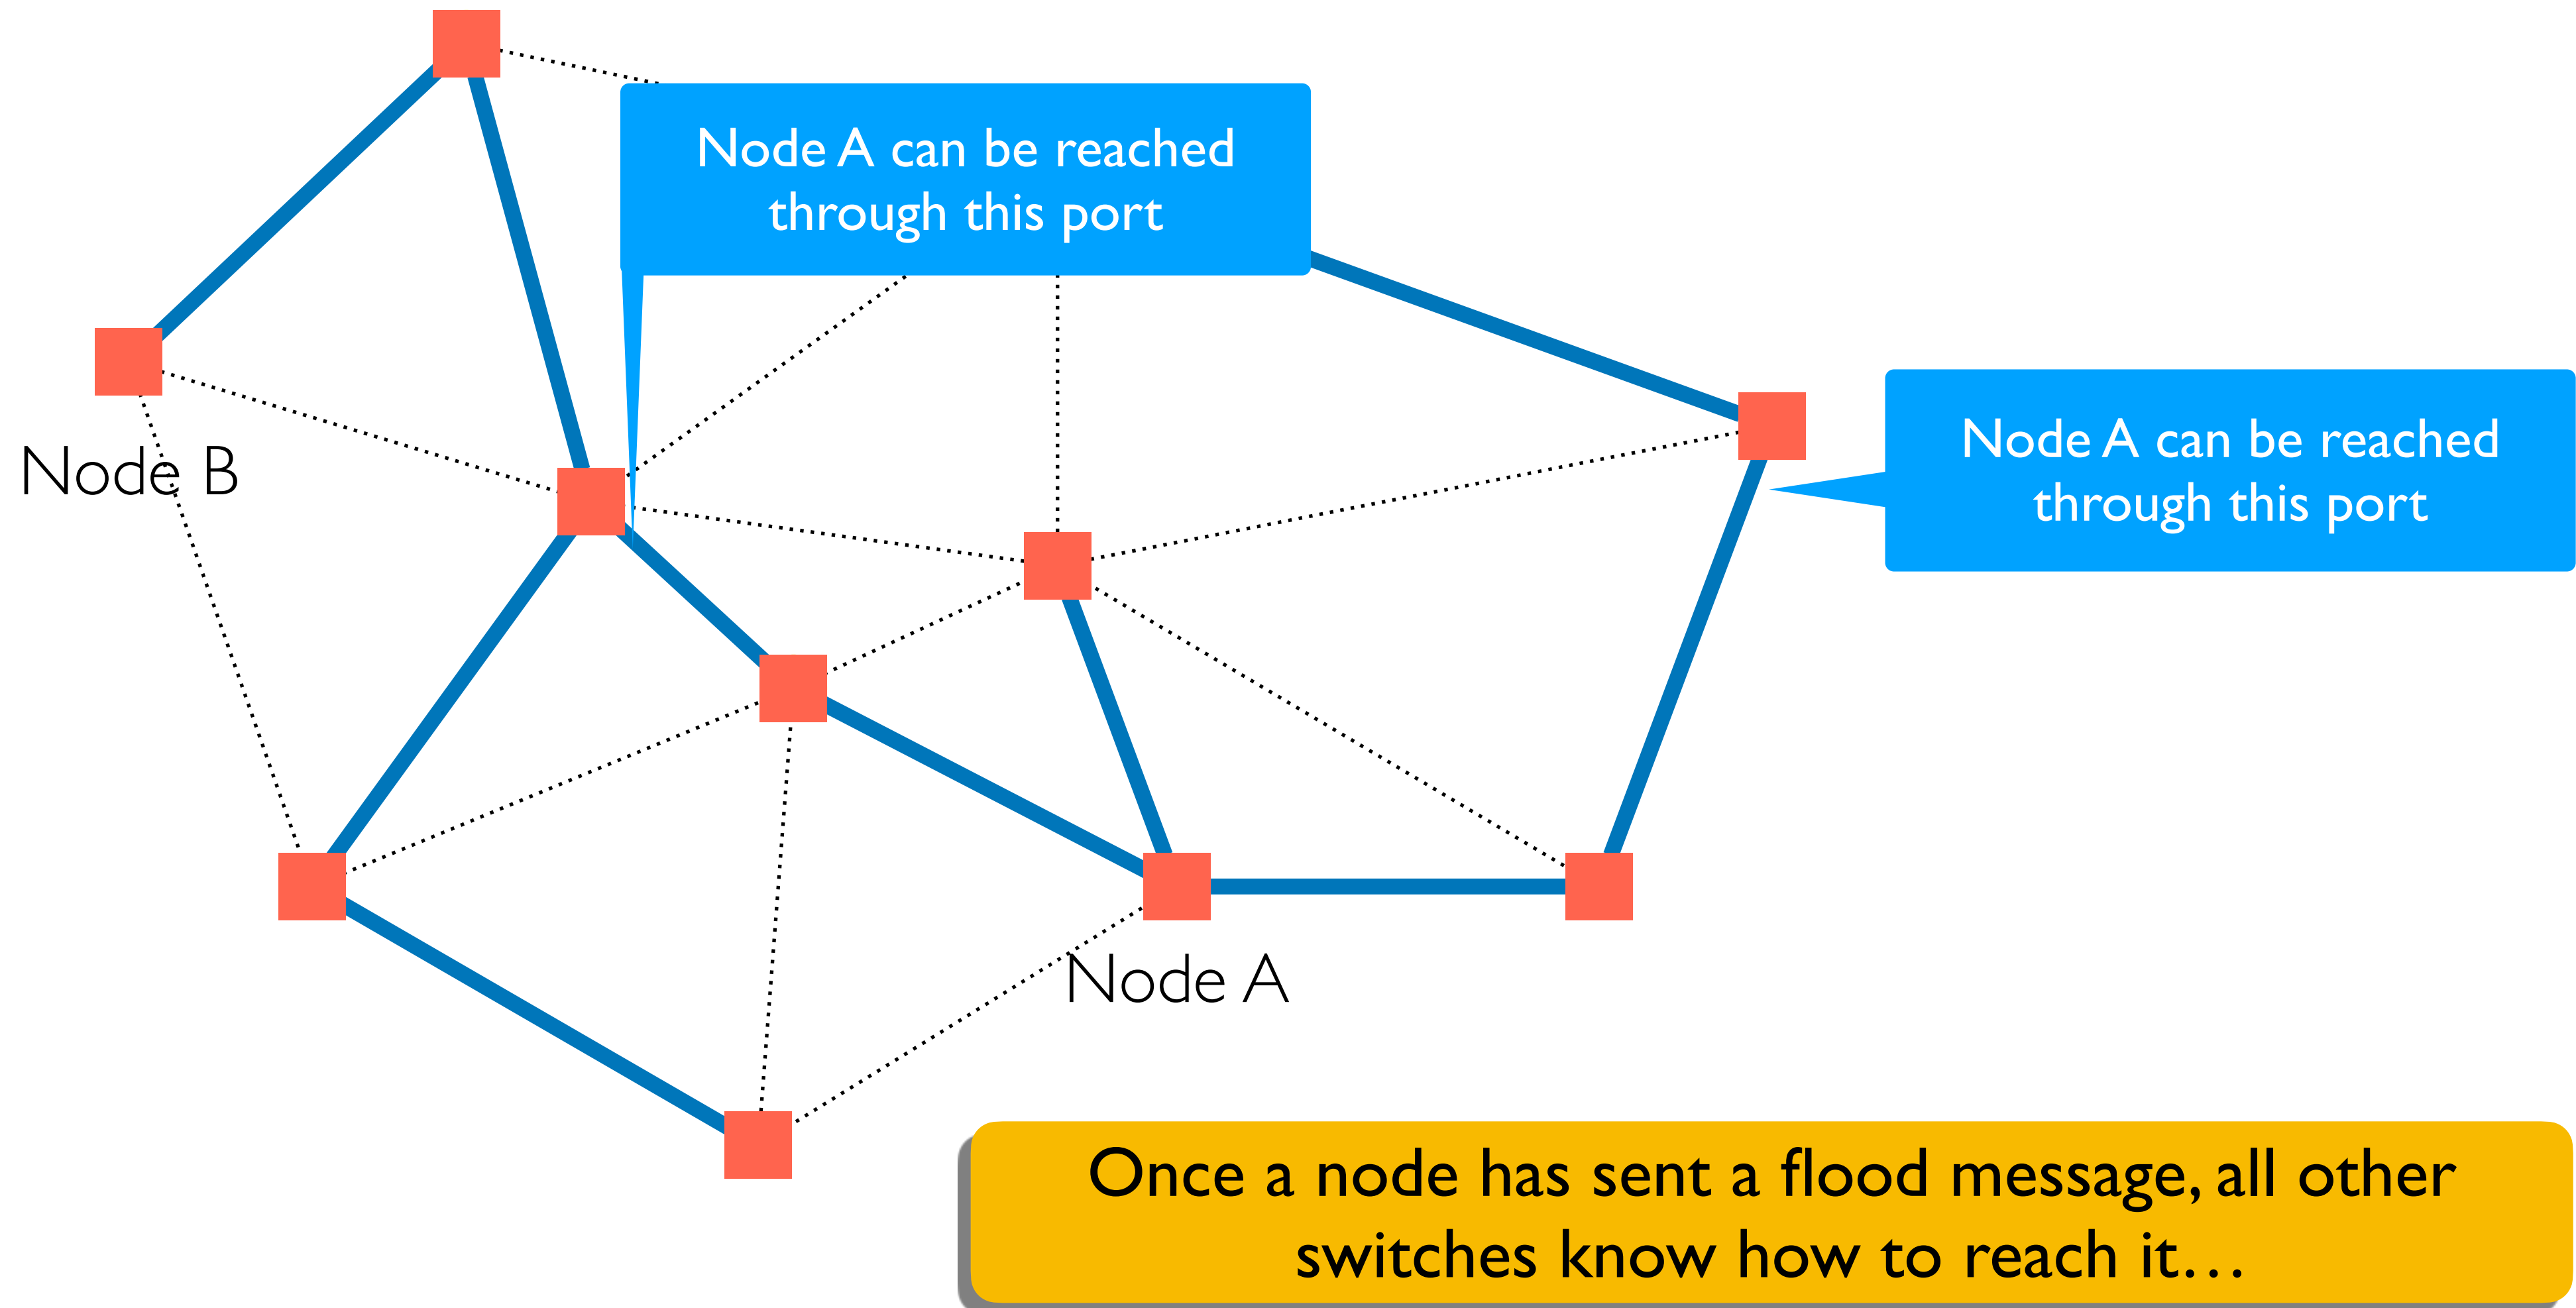 Node A can be reached
through this port
Node A can be reached
through this port
Node B
Node A
Once a node has sent a flood message, all other
switches know how to reach it…